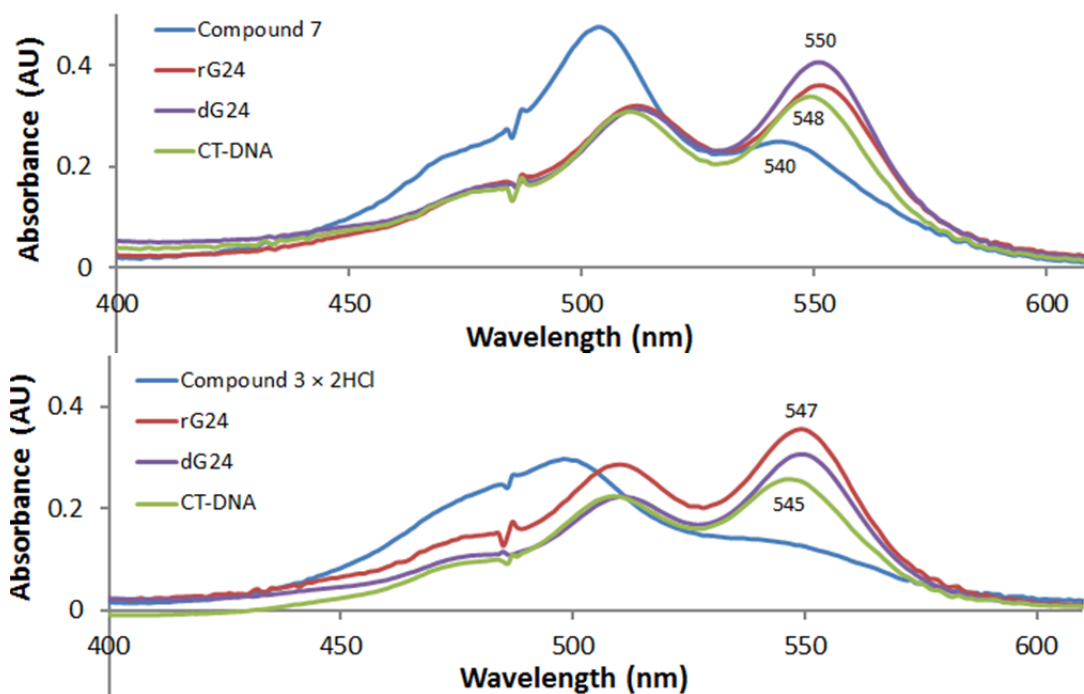 Absorbance (AU)
0.4
0.2
0
Compound 7
rG24
dG24
CT-DNA
550
548
540
400
450
500
550
600
Wavelength (nm)
Absorbance (AU)
0.4
0.2
0
Compound 3 × 2HCl
rG24
dG24
CT-DNA
547
545
400
450
500
550
600
Wavelength (nm)